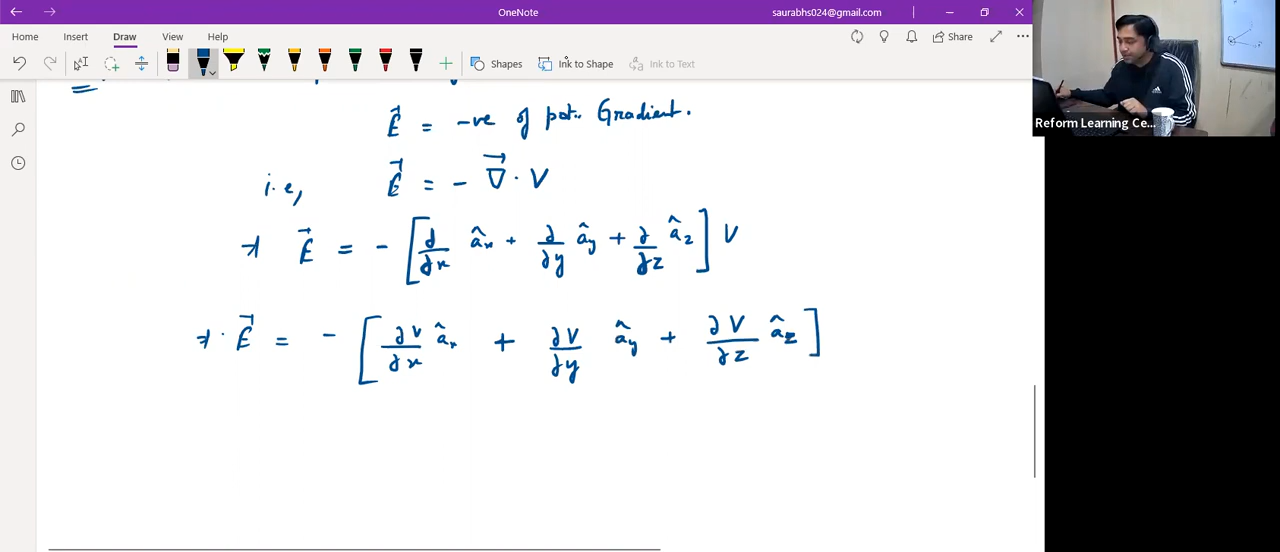 OneNote
saurabhs024@gmail.com
Home Insert Draw View Help
Share
Shapes Ink to Shape Ink to Text
Reform Learning Ce...
E⃗ = -ve of pot. Gradient.
i.e, E⃗ = - ∇⃗ · V
⇒ E⃗ = - [∂/∂x âx + ∂/∂y ây + ∂/∂z âz] V
⇒ E⃗ = - [∂V/∂x âx + ∂V/∂y ây + ∂V/∂z âz]